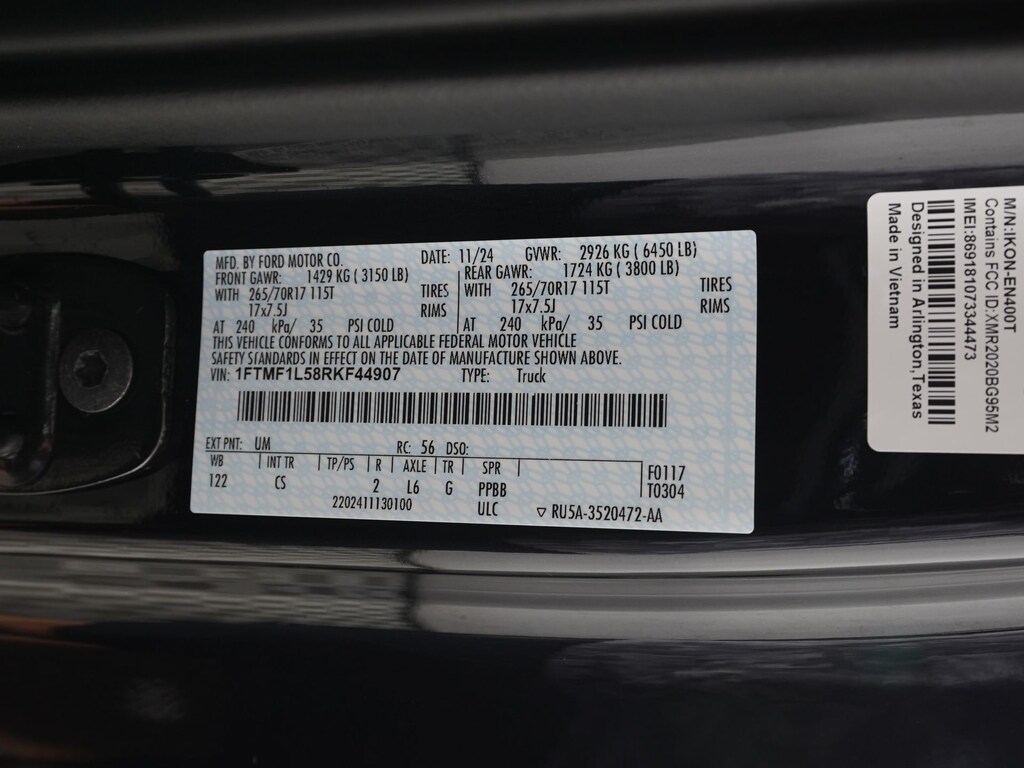 MFD. BY FORD MOTOR CO. DATE: 11/24 GVWR: 2926 KG ( 6450 LB)
FRONT GAWR: 1429 KG ( 3150 LB) REAR GAWR: 1724 KG ( 3800 LB)
WITH 265/70R17 115T TIRES WITH 265/70R17 115T TIRES
17x7.5J RIMS 17x7.5J RIMS
AT 240 kPa/ 35 PSI COLD AT 240 kPa/ 35 PSI COLD
THIS VEHICLE CONFORMS TO ALL APPLICABLE FEDERAL MOTOR VEHICLE
SAFETY STANDARDS IN EFFECT ON THE DATE OF MANUFACTURE SHOWN ABOVE.
VIN: 1FTMF1L58RKF44907 TYPE: Truck
EXT PNT: UM RC: 56 DSO:
WB INT TR TP/PS R AXLE TR SPR F0117
122 CS 2 L6 G PPBB T0304
2202411130100 ULC ▽ RU5A-3520472-AA
M/N:IKON-EN400T
Contains FCC ID:XMR2020BG95M2
IMEI:869181073344473
Designed in Arlington,Texas
Made in Vietnam